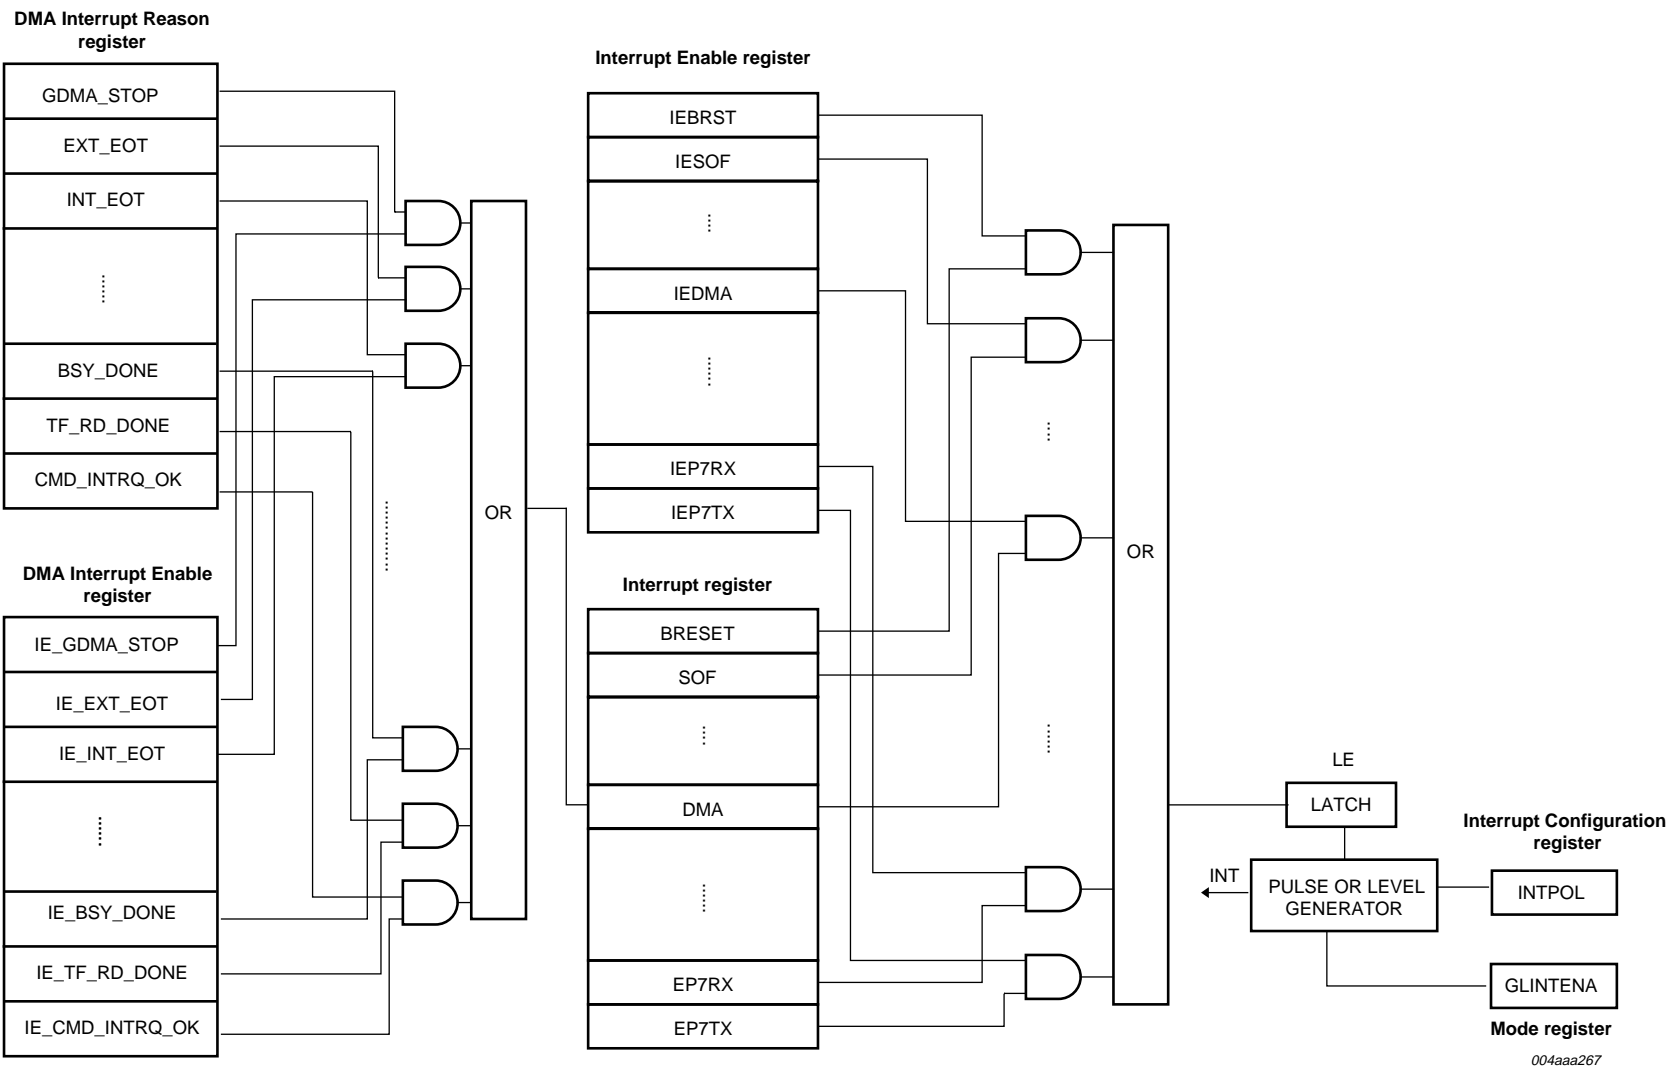 DMA Interrupt Reason
register
GDMA_STOP
EXT_EOT
INT_EOT
BSY_DONE
TF_RD_DONE
CMD_INTRQ_OK
DMA Interrupt Enable
register
IE_GDMA_STOP
IE_EXT_EOT
IE_INT_EOT
IE_BSY_DONE
IE_TF_RD_DONE
IE_CMD_INTRQ_OK
OR
Interrupt Enable register
IEBRST
IESOF
IEDMA
IEP7RX
IEP7TX
Interrupt register
BRESET
SOF
DMA
EP7RX
EP7TX
OR
LE
LATCH
INT
PULSE OR LEVEL
GENERATOR
Interrupt Configuration
register
INTPOL
GLINTENA
Mode register
004aaa267